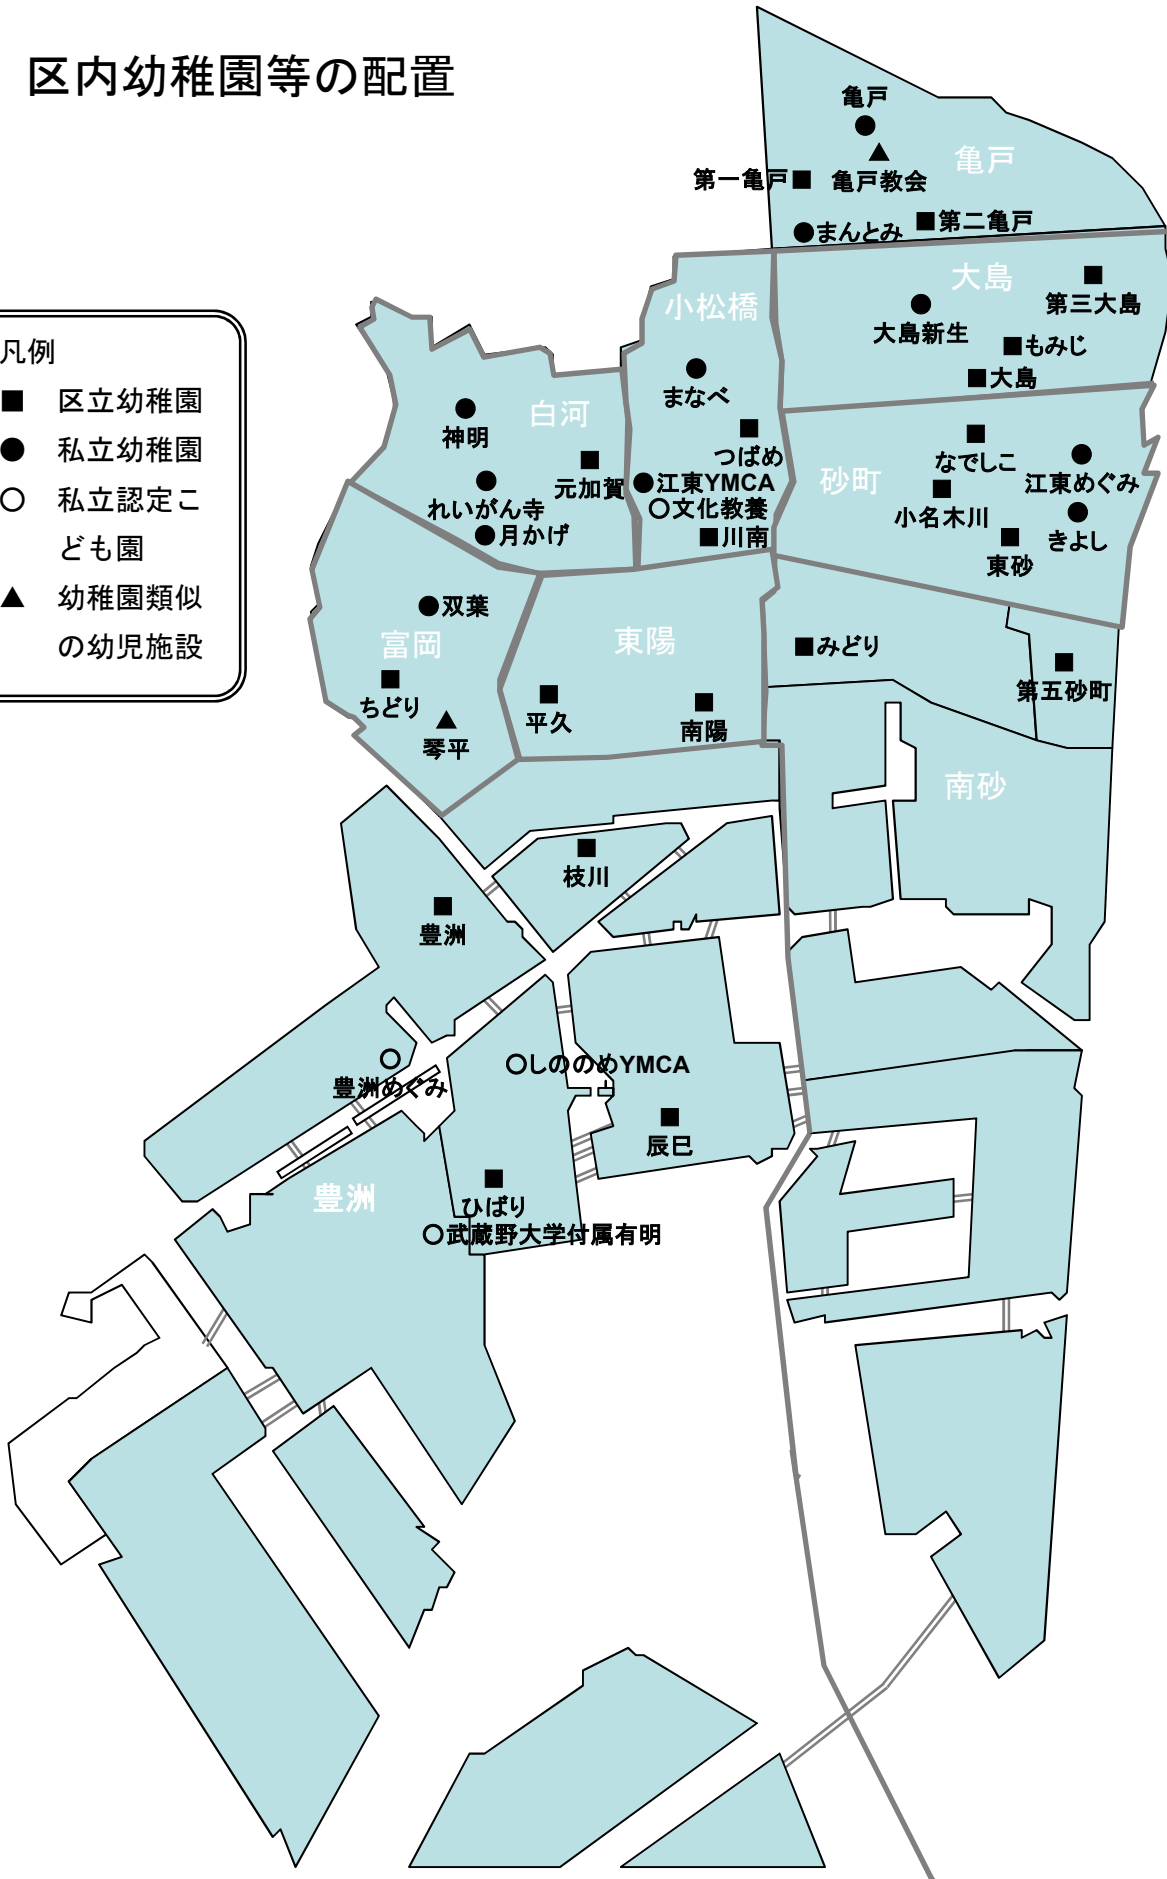 区内幼稚園等の配置
亀戸
亀戸
第一亀戸
亀戸教会
第二亀戸
まんとみ
大島
小松橋
第三大島
大島新生
もみじ
大島
凡例
■ 区立幼稚園
● 私立幼稚園
○ 私立認定こ
ども園
▲ 幼稚園類似
の幼児施設
まなべ
白河
神明
つばめ
なでしこ
砂町
元加賀
江東YMCA
江東めぐみ
れいがん寺
文化教養
小名木川
月かげ
川南
東砂
きよし
双葉
富岡
東陽
みどり
ちどり
第五砂町
平久
南陽
琴平
南砂
枝川
豊洲
しののめYMCA
豊洲めぐみ
辰巳
豊洲
ひばり
武蔵野大学付属有明